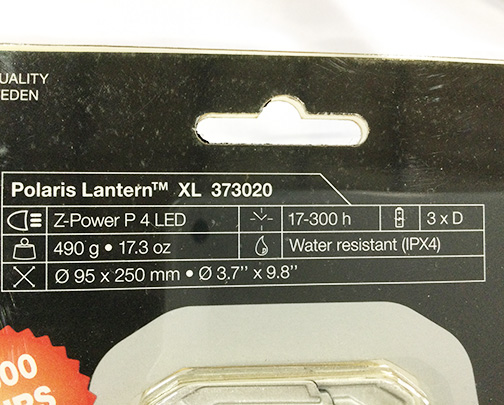 UALITY
EDEN
Polaris Lantern™ XL 373020
Z-Power P 4 LED 17-300 h 3 x D
490 g • 17.3 oz Water resistant (IPX4)
Ø 95 x 250 mm • Ø 3.7'' x 9.8''
00